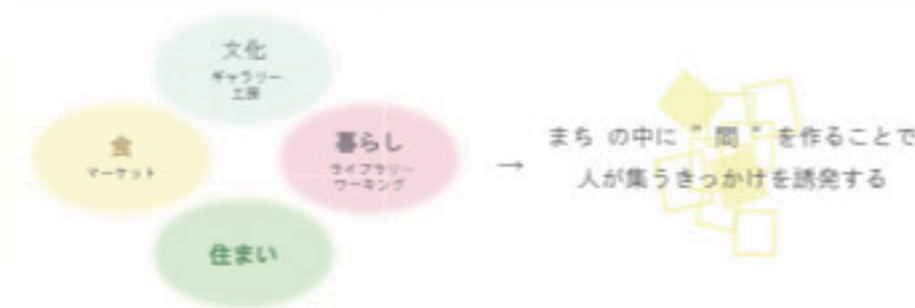 文化
ギャラリー
工房
マーケット
暮らし
ライブラリー
ワーキング
住まい
→
まち の中に " 間 " を作ることで
人が集うきっかけを誘発する